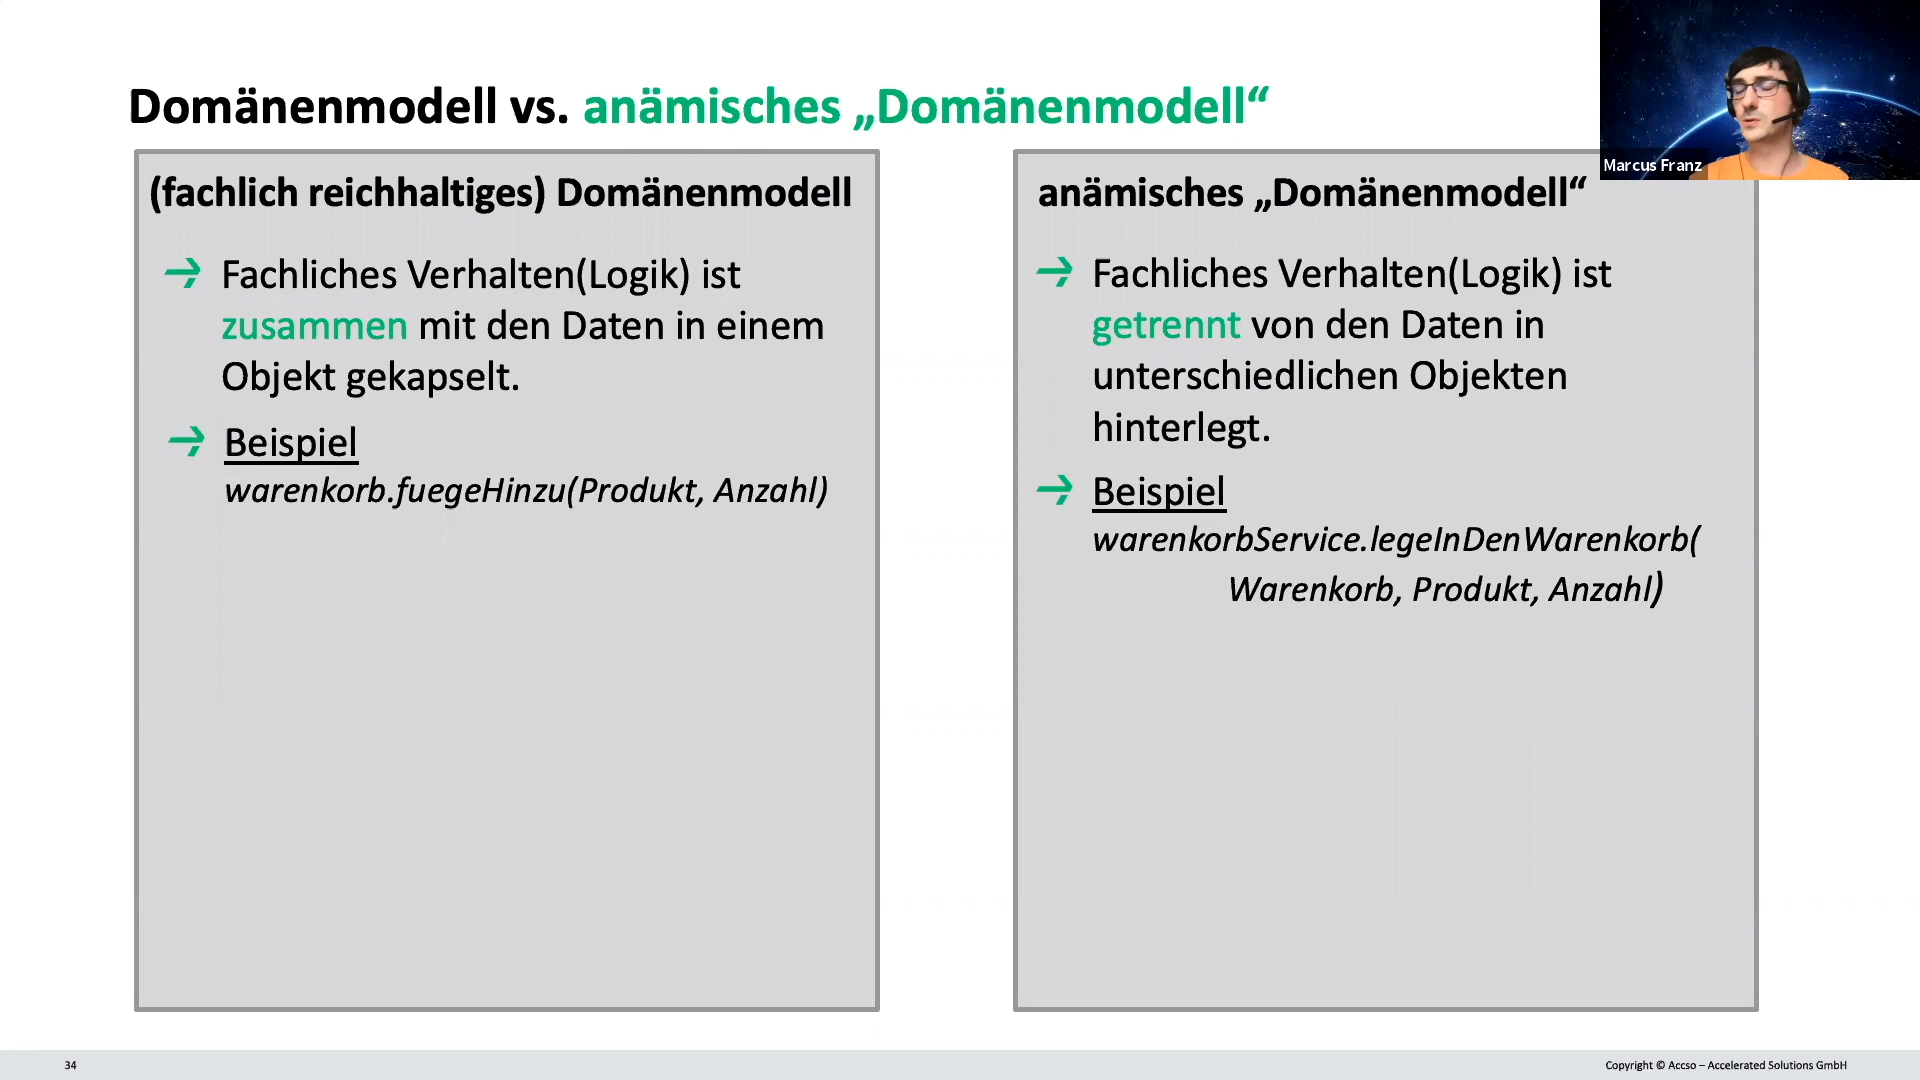 Domänenmodell vs. anämisches „Domänenmodell“
Marcus Franz
(fachlich reichhaltiges) Domänenmodell
Fachliches Verhalten(Logik) ist
zusammen mit den Daten in einem
Objekt gekapselt.
Beispiel
warenkorb.fuegeHinzu(Produkt, Anzahl)
anämisches „Domänenmodell“
Fachliches Verhalten(Logik) ist
getrennt von den Daten in
unterschiedlichen Objekten
hinterlegt.
Beispiel
warenkorbService.legeInDenWarenkorb(
Warenkorb, Produkt, Anzahl)
34
Copyright © Accso – Accelerated Solutions GmbH